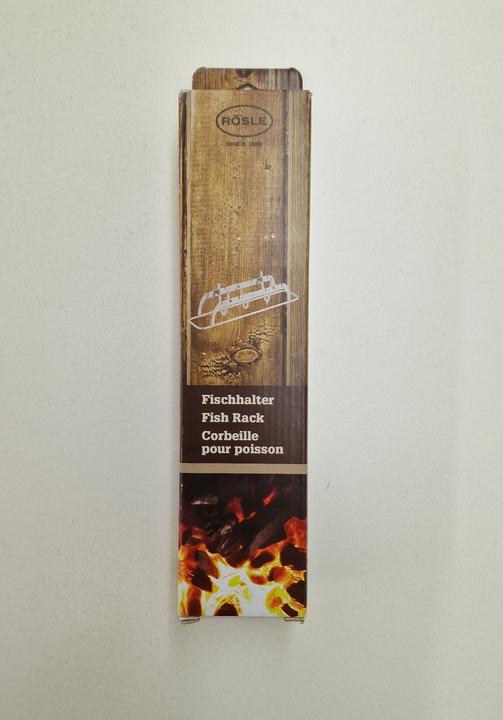 RÖSLE
SINCE 1888
Fischhalter
Fish Rack
Corbeille
pour poisson